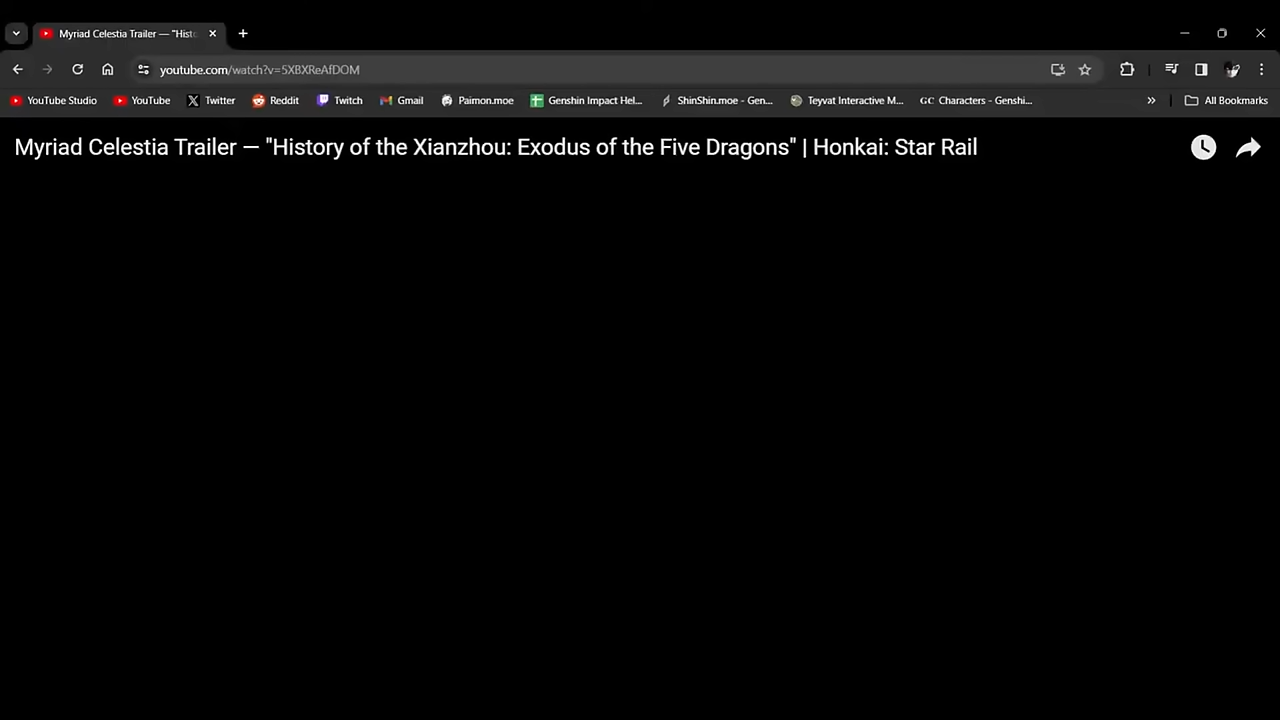 Myriad Celestia Trailer — "Histo
youtube.com/watch?v=5XBXReAfDOM
YouTube Studio
YouTube
Twitter
Reddit
Twitch
Gmail
Paimon.moe
Genshin Impact Hel...
ShinShin.moe - Gen...
Teyvat Interactive M...
GC Characters - Genshi...
All Bookmarks
Myriad Celestia Trailer — "History of the Xianzhou: Exodus of the Five Dragons" | Honkai: Star Rail